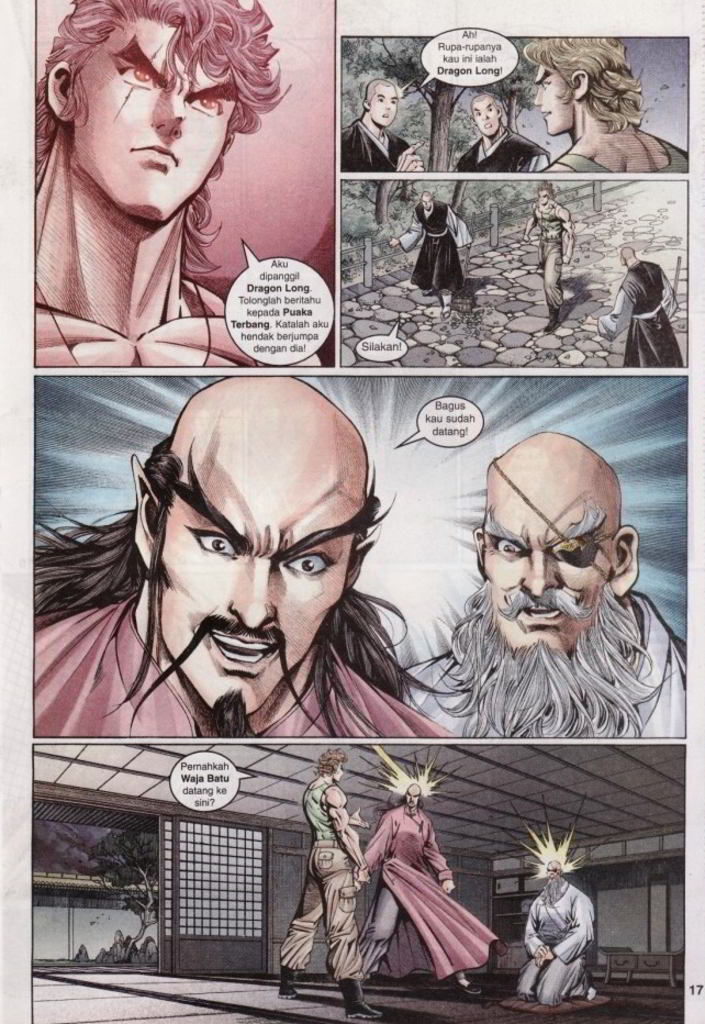 Aku
dipanggil
Dragon Long.
Tolonglah beritahu
kepada Puaka
Terbang. Katalah aku
hendak berjumpa
dengan dia!
Ah!
Rupa-rupanya
kau ini ialah
Dragon Long!
Silakan!
Bagus
kau sudah
datang!
Pernahkah
Waja Batu
datang ke
sini?
17